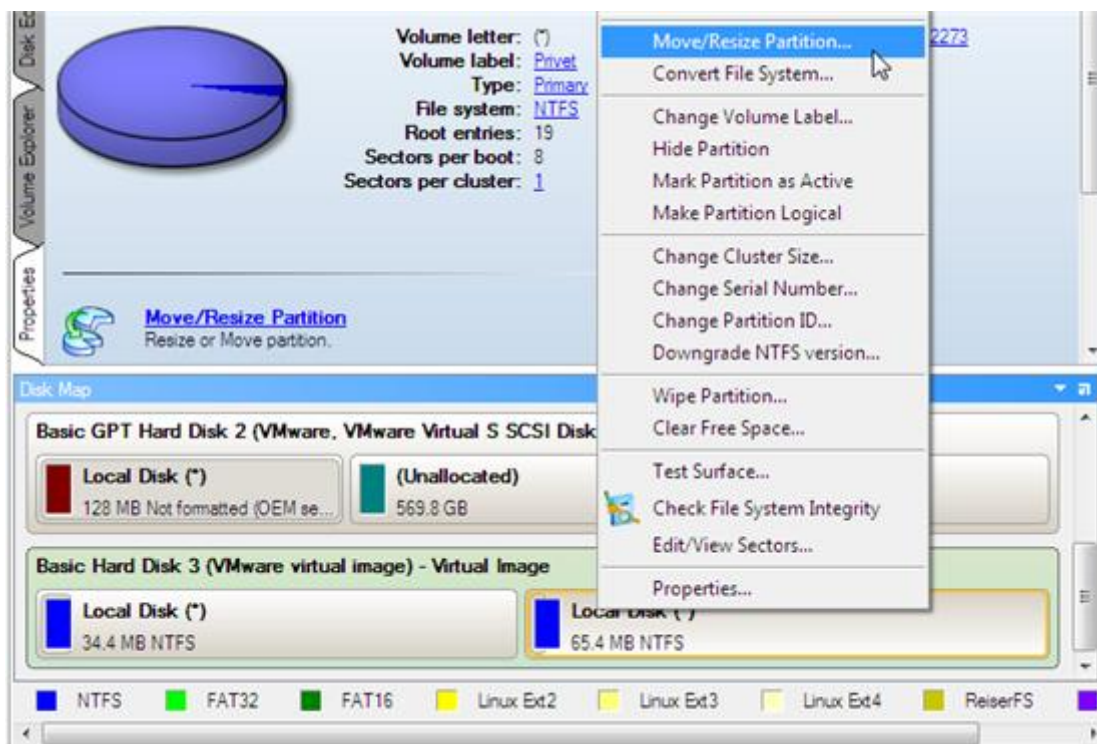 Disk Ed
Volume Explorer
Properties
Volume letter: (*)
Volume label: Privet
Type: Primary
File system: NTFS
Root entries: 19
Sectors per boot: 8
Sectors per cluster: 1
2273
Move/Resize Partition
Resize or Move partition.
Move/Resize Partition...
Convert File System...
Change Volume Label...
Hide Partition
Mark Partition as Active
Make Partition Logical
Change Cluster Size...
Change Serial Number...
Change Partition ID...
Downgrade NTFS version...
Wipe Partition...
Clear Free Space...
Test Surface...
Check File System Integrity
Edit/View Sectors...
Properties...
Disk Map
Basic GPT Hard Disk 2 (VMware, VMware Virtual S SCSI Disk
Local Disk (*)
128 MB Not formatted (OEM se...
(Unallocated)
569.8 GB
Basic Hard Disk 3 (VMware virtual image) - Virtual Image
Local Disk (*)
34.4 MB NTFS
Local Disk (*)
65.4 MB NTFS
NTFS FAT32 FAT16 Linux Ext2 Linux Ext3 Linux Ext4 ReiserFS